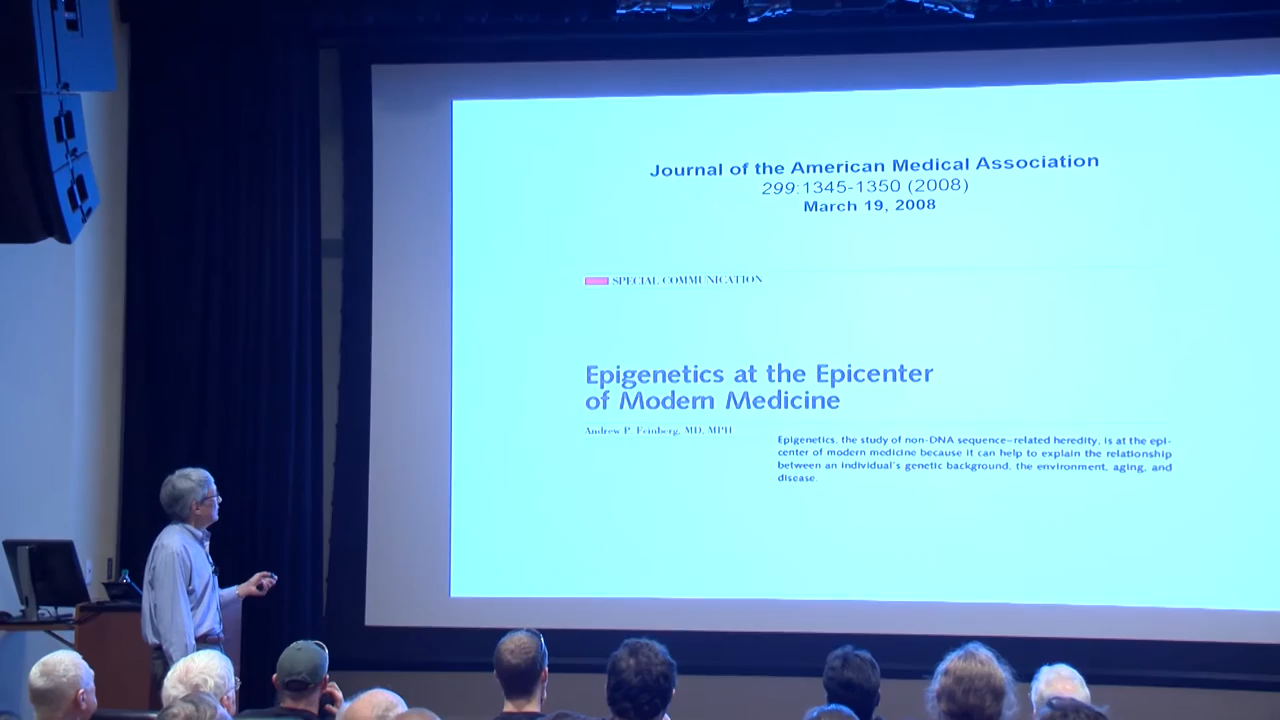 Journal of the American Medical Association
299:1345-1350 (2008)
March 19, 2008
SPECIAL COMMUNICATION
Epigenetics at the Epicenter
of Modern Medicine
Andrew P. Feinberg, MD, MPH
Epigenetics, the study of non-DNA sequence–related heredity, is at the epi-
center of modern medicine because it can help to explain the relationship
between an individual's genetic background, the environment, aging, and
disease.